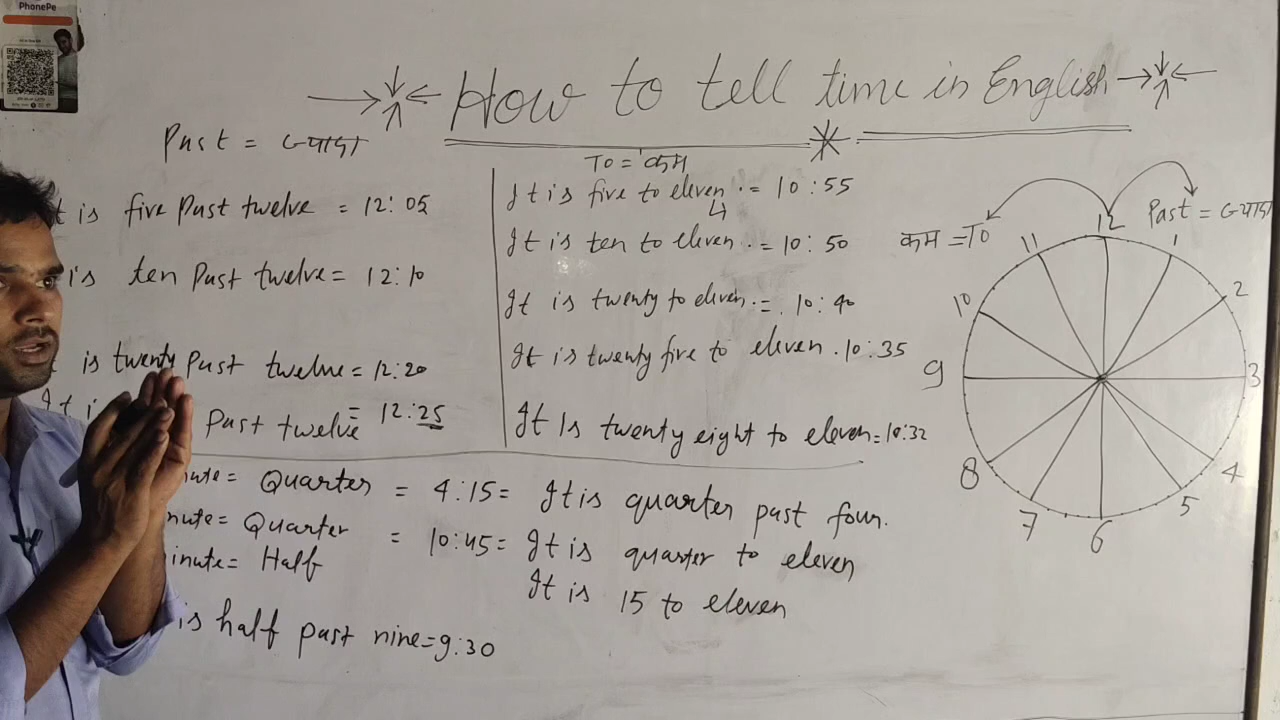 PhonePe
How to tell time in English
Past = ज्यादा
To = कम
t is five Past twelve = 12:05
is ten Past twelve = 12:10
is twenty Past twelve = 12:20
It i Past twelve = 12:25
It is five to eleven . = 10:55
It is ten to eleven . = 10:50
It is twenty to eleven . = . 10:40
It is twenty five to eleven . 10:35
It Is twenty eight to eleven = 10:32
nute = Quarter = 4:15 = It is quarter past four.
nute = Quarter = 10:45 = It is quarter to eleven
inute = Half It is 15 to eleven
is half past nine = 9:30
कम = To
Past = ज्यादा
12
1
2
3
4
5
6
7
8
9
10
11